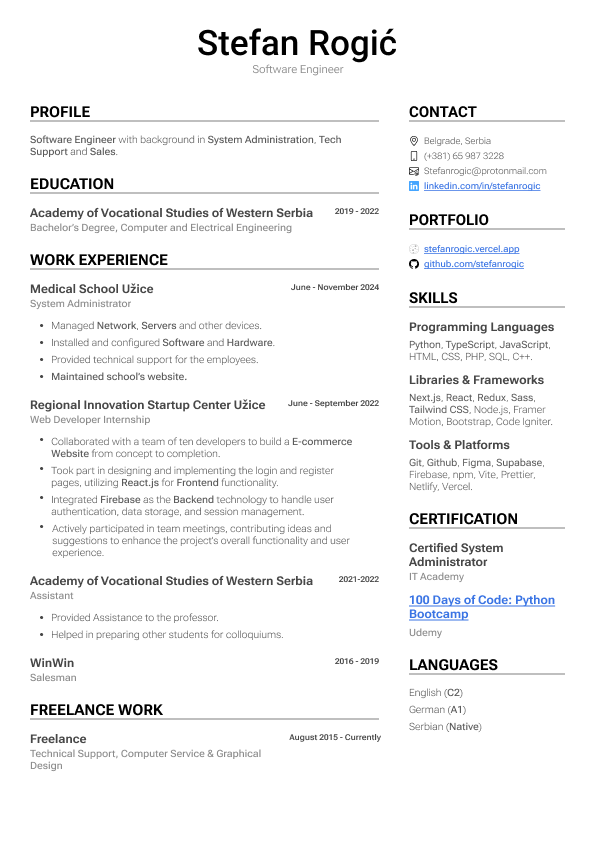 Stefan Rogić
Software Engineer
PROFILE
Software Engineer with background in System Administration, Tech
Support and Sales.
EDUCATION
Academy of Vocational Studies of Western Serbia
2019 - 2022
Bachelor's Degree, Computer and Electrical Engineering
WORK EXPERIENCE
Medical School Užice
June - November 2024
System Administrator
• Managed Network, Servers and other devices.
• Installed and configured Software and Hardware.
• Provided technical support for the employees.
• Maintained school's website.
Regional Innovation Startup Center Užice
June - September 2022
Web Developer Internship
• Collaborated with a team of ten developers to build a E-commerce
Website from concept to completion.
• Took part in designing and implementing the login and register
pages, utilizing React.js for Frontend functionality.
• Integrated Firebase as the Backend technology to handle user
authentication, data storage, and session management.
• Actively participated in team meetings, contributing ideas and
suggestions to enhance the project's overall functionality and user
experience.
Academy of Vocational Studies of Western Serbia
2021-2022
Assistant
• Provided Assistance to the professor.
• Helped in preparing other students for colloquiums.
WinWin
2016 - 2019
Salesman
FREELANCE WORK
Freelance
August 2015 - Currently
Technical Support, Computer Service & Graphical
Design
CONTACT
Belgrade, Serbia
(+381) 65 987 3228
Stefanrogic@protonmail.com
linkedin.com/in/stefanrogic
PORTFOLIO
stefanrogic.vercel.app
github.com/stefanrogic
SKILLS
Programming Languages
Python, TypeScript, JavaScript,
HTML, CSS, PHP, SQL, C++.
Libraries & Frameworks
Next.js, React, Redux, Sass,
Tailwind CSS, Node.js, Framer
Motion, Bootstrap, Code Igniter.
Tools & Platforms
Git, Github, Figma, Supabase,
Firebase, npm, Vite, Prettier,
Netlify, Vercel.
CERTIFICATION
Certified System
Administrator
IT Academy
100 Days of Code: Python
Bootcamp
Udemy
LANGUAGES
English (C2)
German (A1)
Serbian (Native)